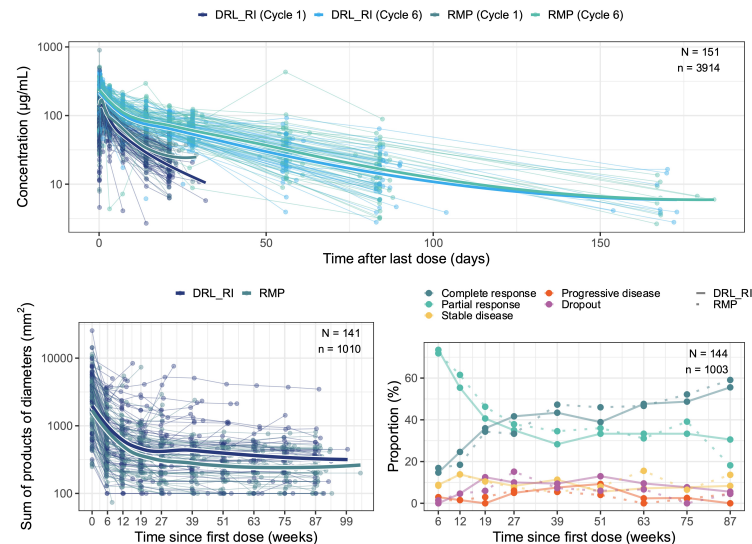 DRL_RI (Cycle 1) DRL_RI (Cycle 6) RMP (Cycle 1) RMP (Cycle 6)
N = 151
n = 3914
Concentration (µg/mL)
1000
100
10
0 50 100 150
Time after last dose (days)
DRL_RI RMP
N = 141
n = 1010
Sum of products of diameters (mm²)
10000
1000
100
0 6 12 19 27 39 51 63 75 87 99
Time since first dose (weeks)
Complete response Progressive disease DRL_RI
Partial response Dropout RMP
Stable disease
N = 144
n = 1003
Proportion (%)
60
40
20
0
6 12 19 27 39 51 63 75 87
Time since first dose (weeks)